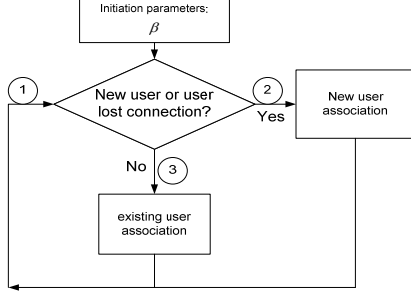 Initiation parameters:
β
1
New user or user
lost connection?
2
Yes
New user
association
No
3
existing user
association